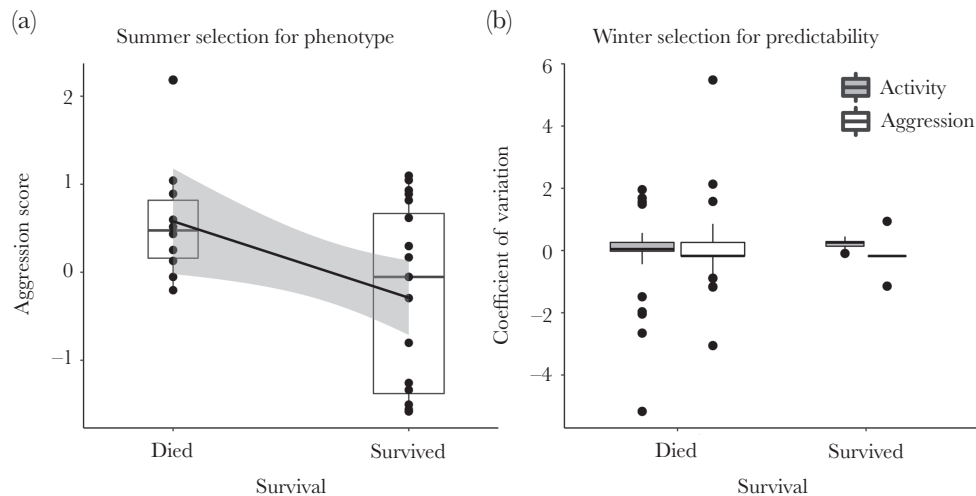 (a)
Summer selection for phenotype
Aggression score
2
1
0
−1
Died
Survived
Survival
(b)
Winter selection for predictability
Coefficient of variation
6
4
2
0
−2
−4
Activity
Aggression
Died
Survived
Survival